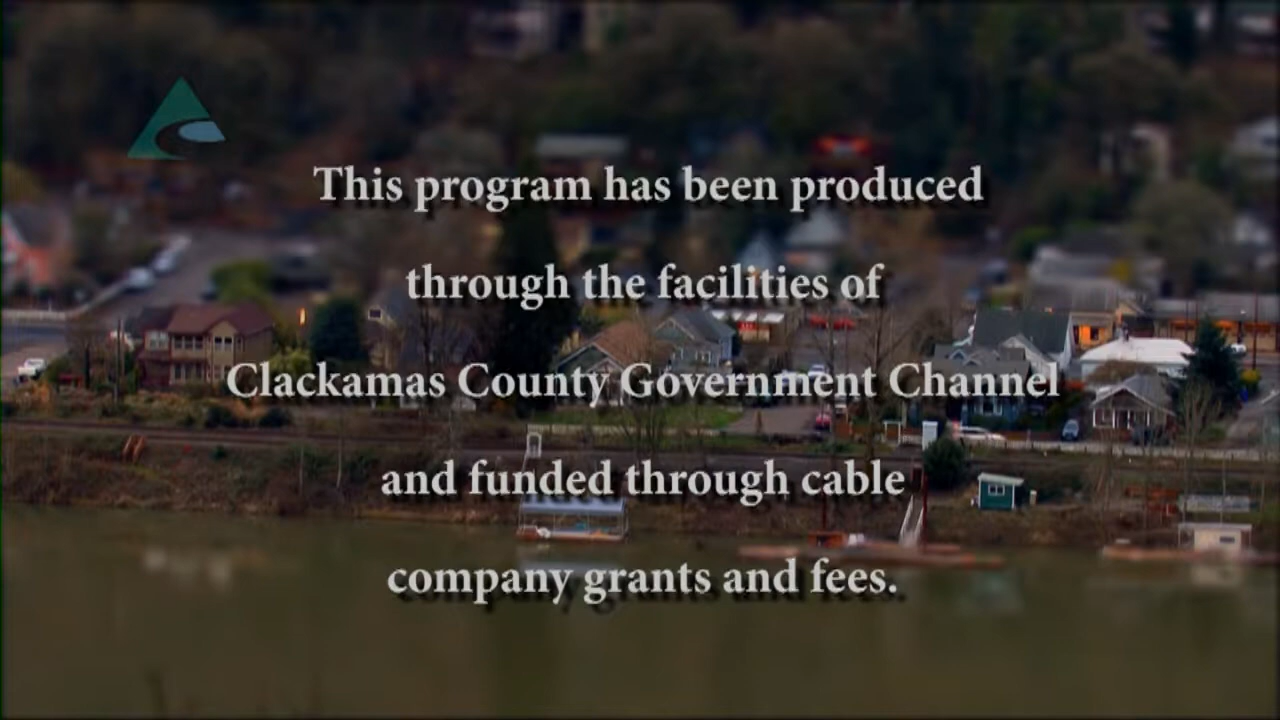 This program has been produced
through the facilities of
Clackamas County Government Channel
and funded through cable
company grants and fees.